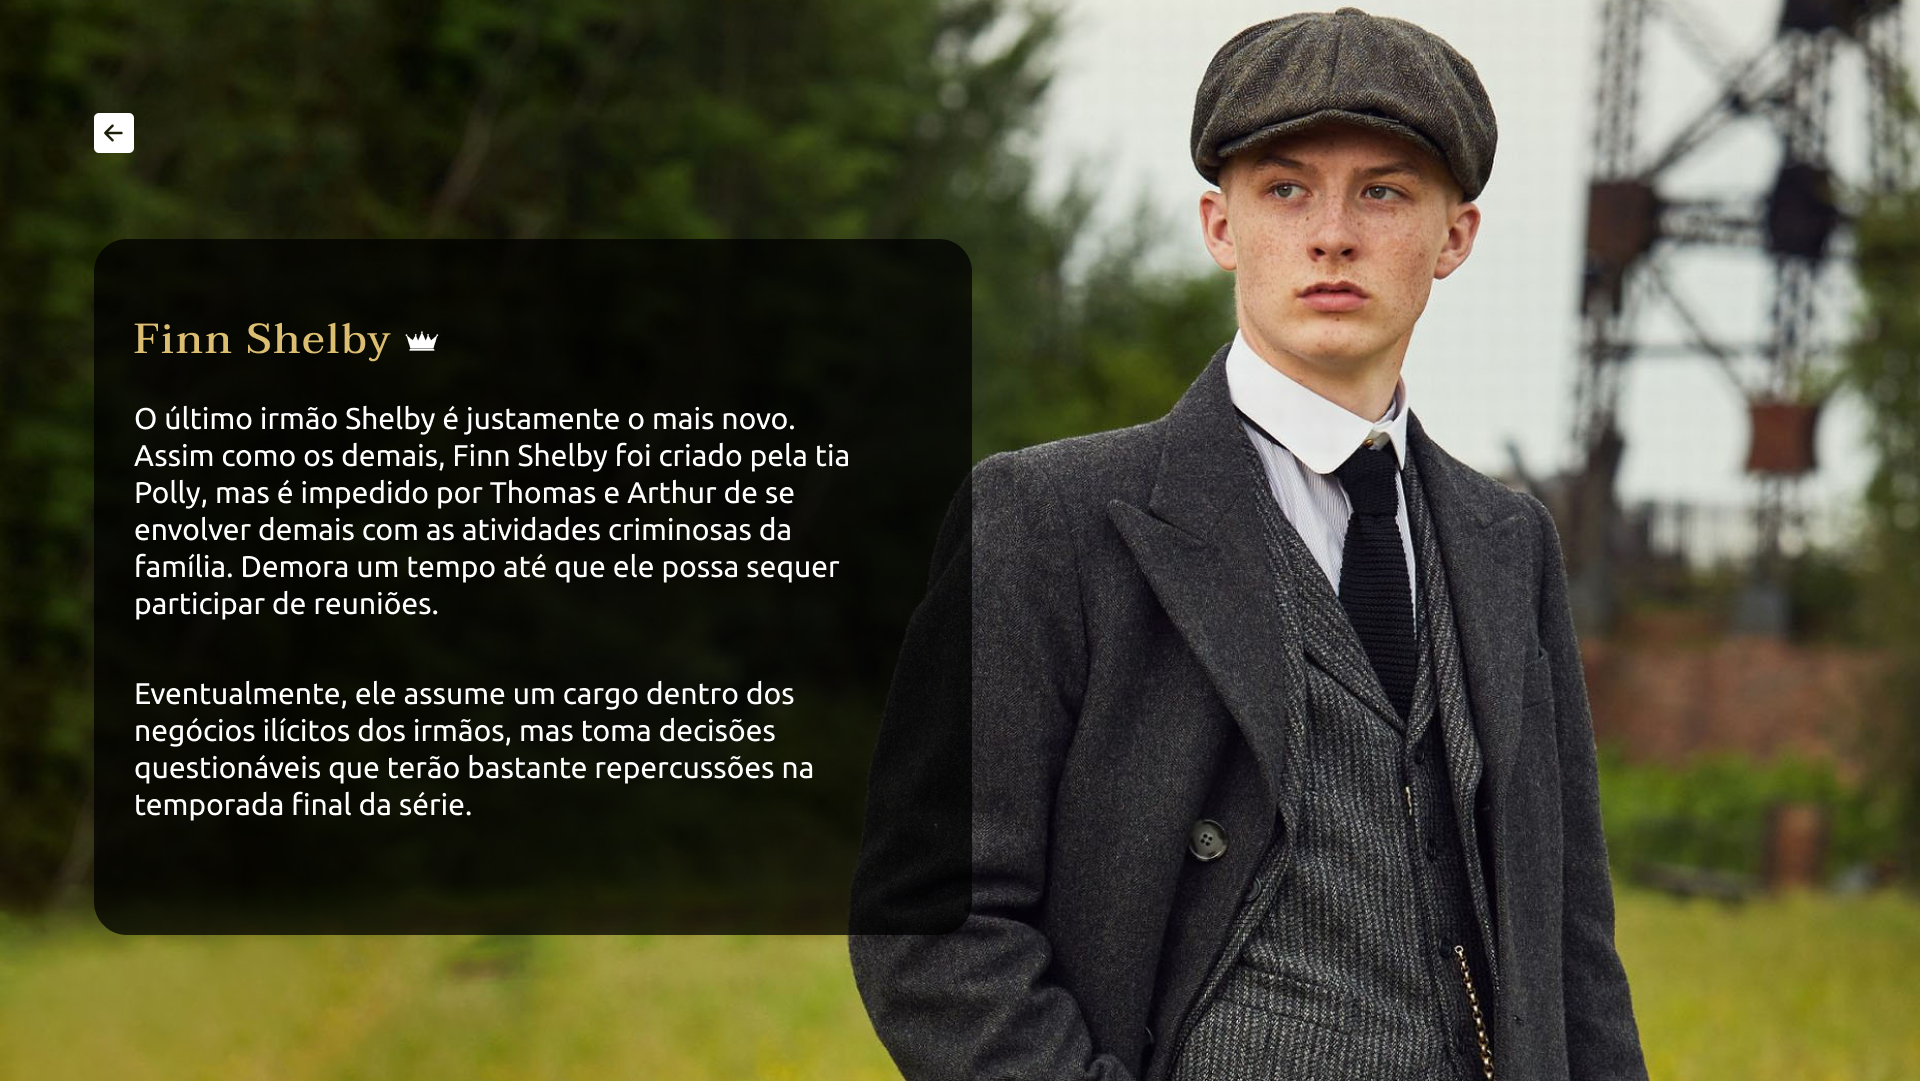 Finn Shelby
O último irmão Shelby é justamente o mais novo.
Assim como os demais, Finn Shelby foi criado pela tia
Polly, mas é impedido por Thomas e Arthur de se
envolver demais com as atividades criminosas da
família. Demora um tempo até que ele possa sequer
participar de reuniões.
Eventualmente, ele assume um cargo dentro dos
negócios ilícitos dos irmãos, mas toma decisões
questionáveis que terão bastante repercussões na
temporada final da série.